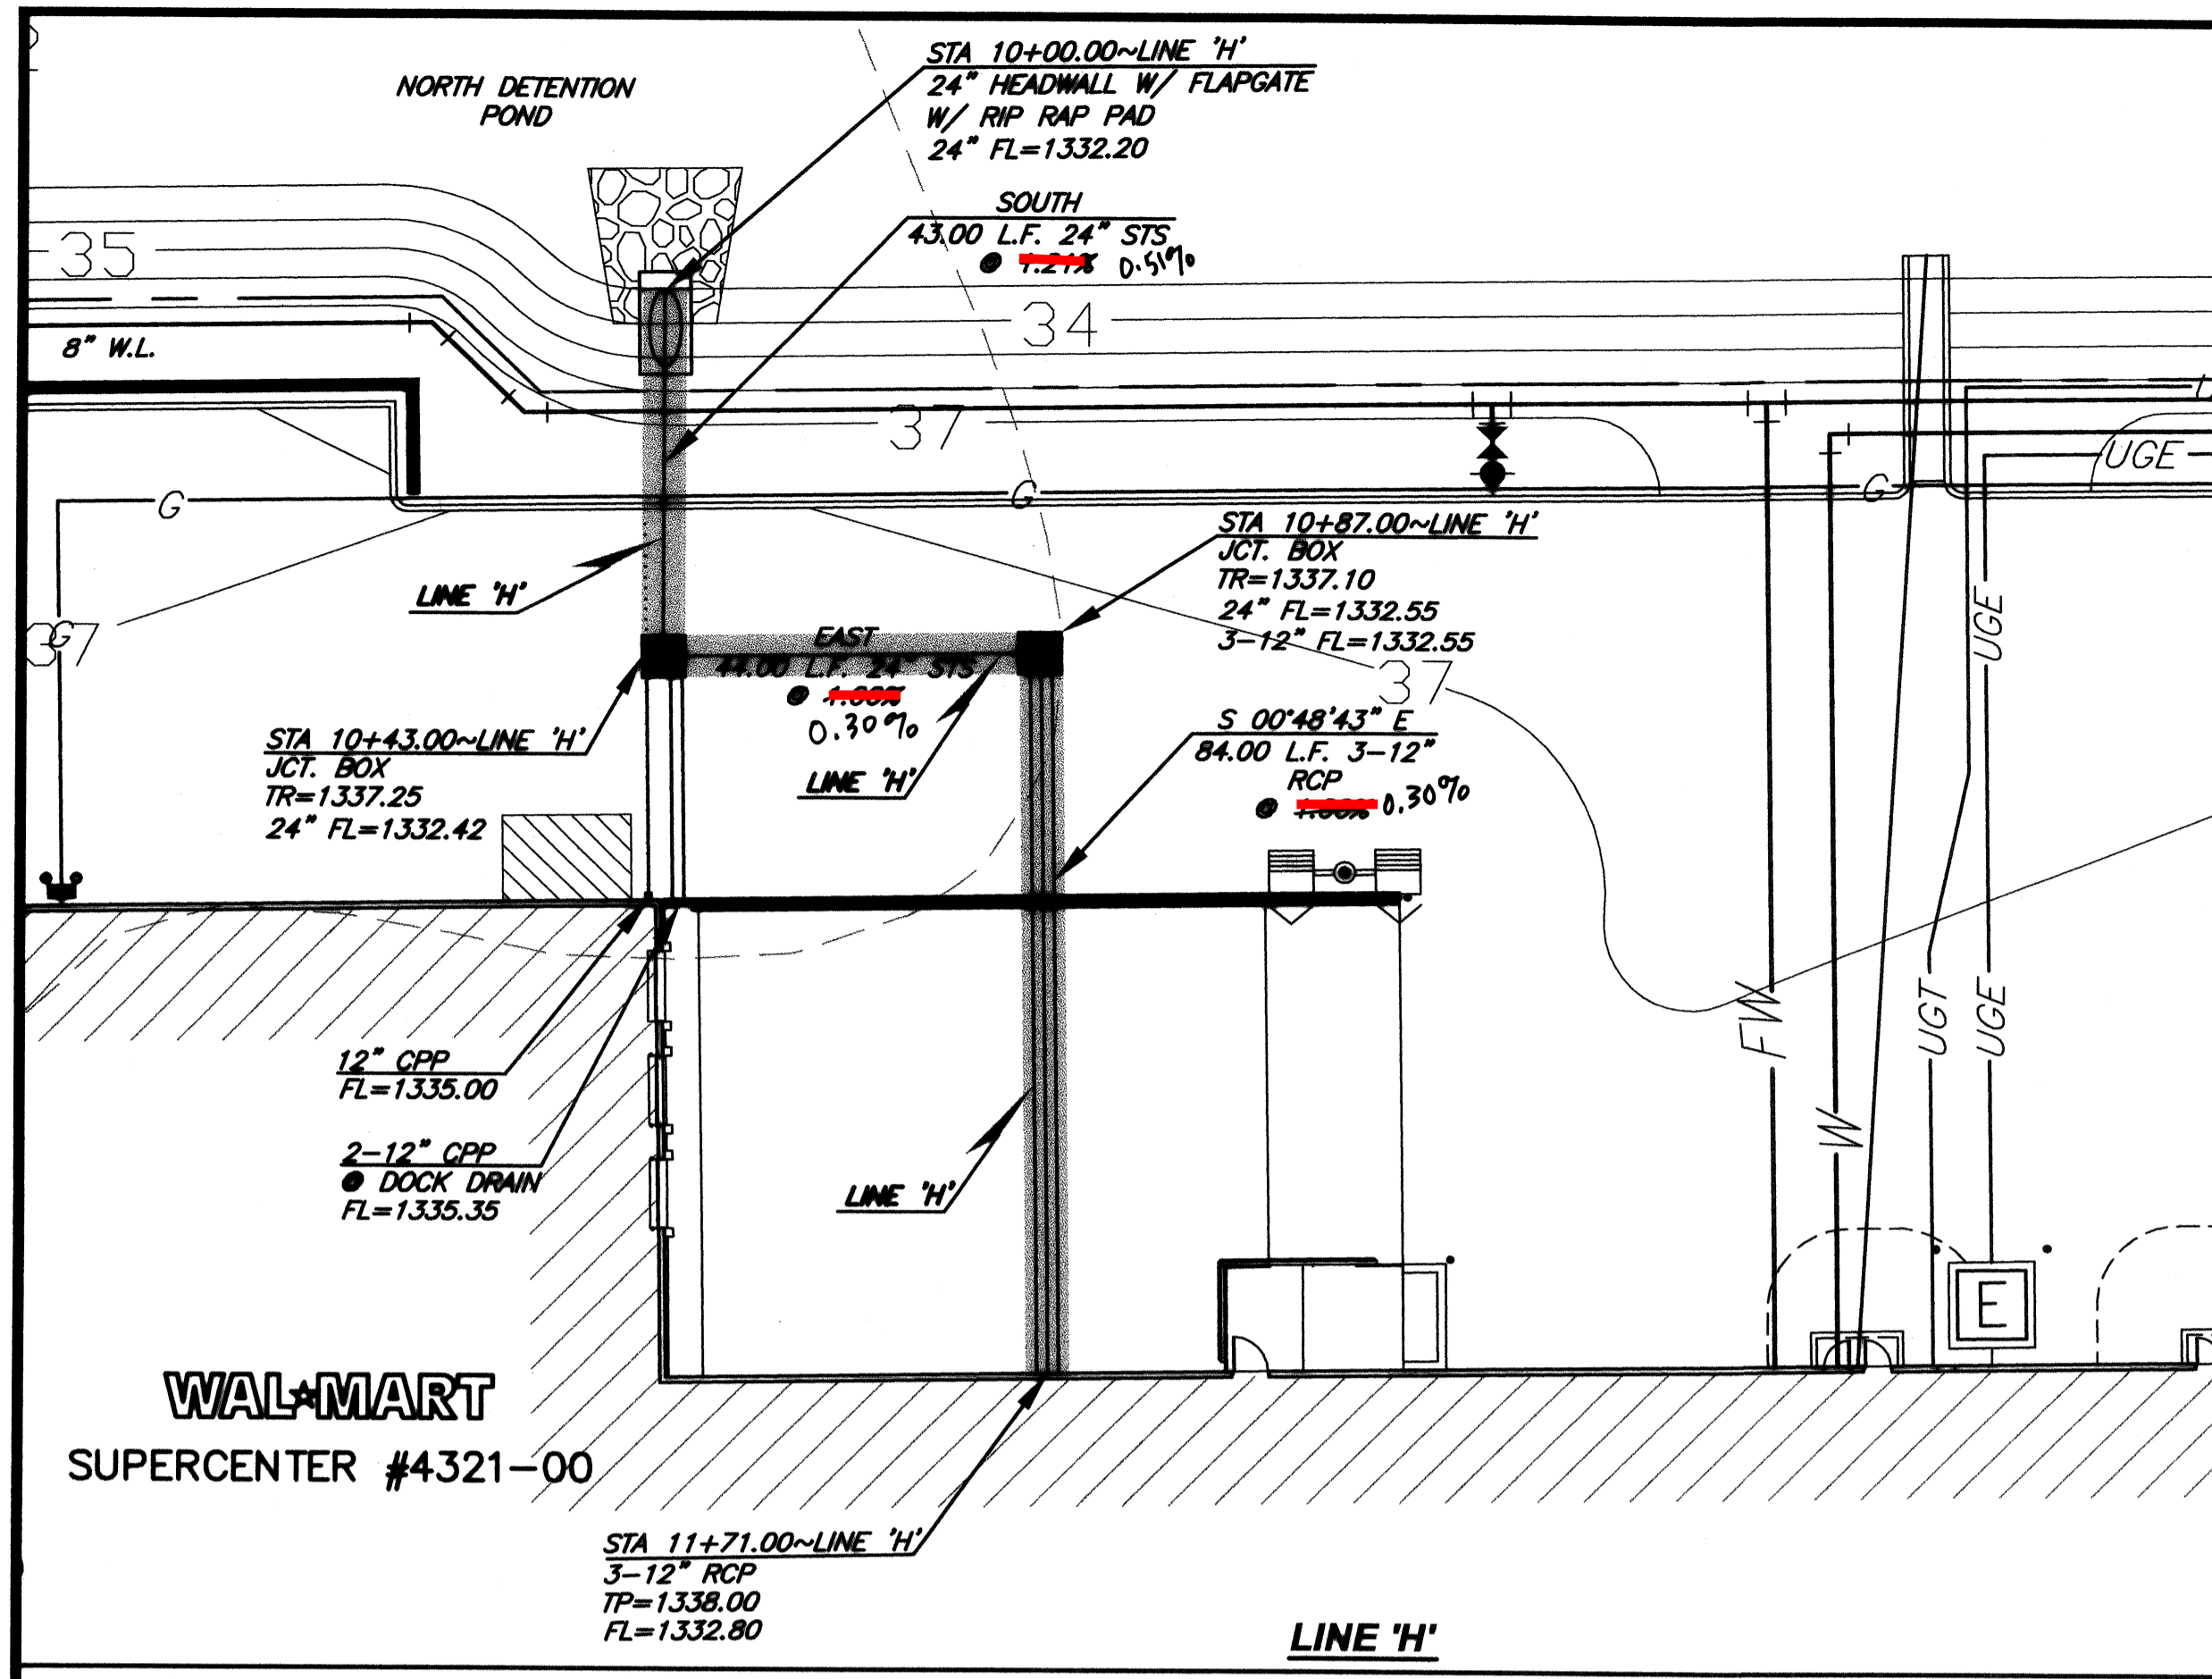 NORTH DETENTION
POND
STA 10+00.00~LINE 'H'
24" HEADWALL W/ FLAPGATE
W/ RIP RAP PAD
24" FL=1332.20
SOUTH
43.00 L.F. 24" STS
@ 0.51%
35
34
8" W.L.
37
UGE
G
G
G
STA 10+87.00~LINE 'H'
JCT. BOX
TR=1337.10
24" FL=1332.55
3-12" FL=1332.55
LINE 'H'
37
G
UGE
EAST
44.00 L.F. 24" STS
@
0.30%
37
STA 10+43.00~LINE 'H'
JCT. BOX
TR=1337.25
24" FL=1332.42
LINE 'H'
S 00°48'43" E
84.00 L.F. 3-12"
RCP
@ 0.30%
FW
UGT
UGE
W
12" CPP
FL=1335.00
2-12" CPP
@ DOCK DRAIN
FL=1335.35
LINE 'H'
E
WAL★MART
SUPERCENTER #4321-00
STA 11+71.00~LINE 'H'
3-12" RCP
TP=1338.00
FL=1332.80
LINE 'H'